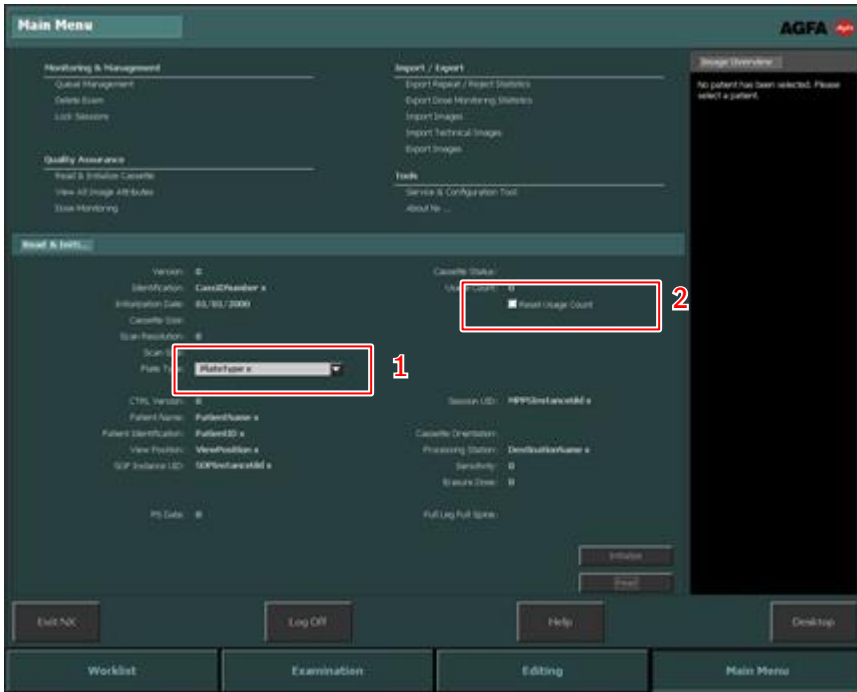 Main Menu
AGFA
Monitoring & Management
Queue Management
Delete Exam
Lock Sessions
Quality Assurance
Read & Initialize Cassette
View All Image Attributes
Dose Monitoring
Import / Export
Export Repeat / Reject Statistics
Export Dose Monitoring Statistics
Import Images
Import Technical Images
Export Images
Tools
Service & Configuration Tool
About Nx ...
Image Overview
No patient has been selected. Please
select a patient.
Read & Initi...
Version: 0
Identification: CassIDNumber x
Initialization Date: 01/01/2000
Cassette Size:
Scan Resolution: 0
Scan
Plate Type: PlateType x
1
Cassette Status:
Usage Count: 0
Reset Usage Count
2
CTRL Version: 0
Patient Name: PatientName x
Patient Identification: PatientID x
View Position: ViewPosition x
SOP Instance UID: SOPInstanceUid x
PS Date: 0
Session UID: MPPSInstanceUid x
Cassette Orientation:
Processing Station: DestinationName x
Sensitivity: 0
Erasure Dose: 0
Full Leg Full Spine:
Initialize
Read
Exit NX
Log Off
Help
Desktop
Worklist
Examination
Editing
Main Menu